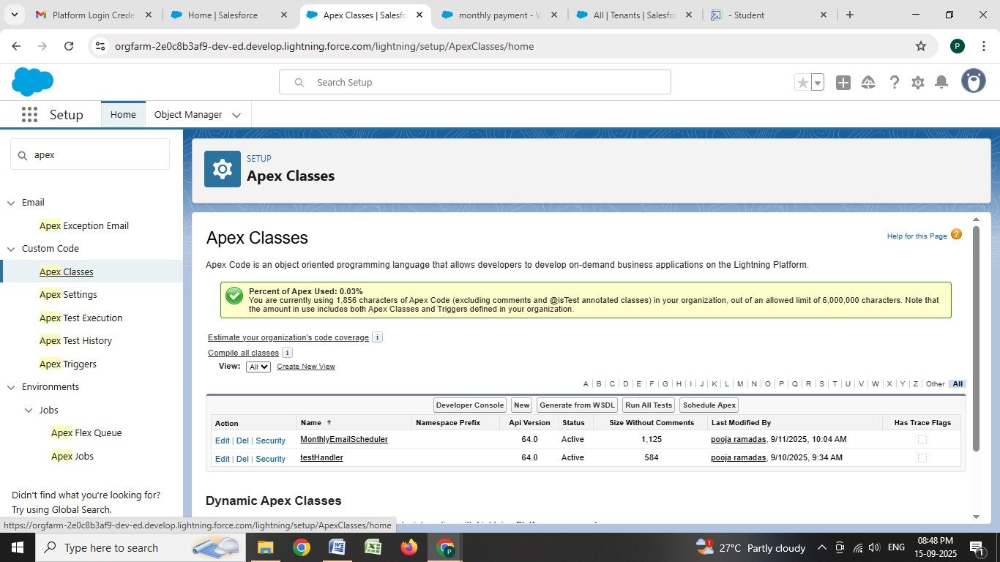 Platform Login Crede
Home | Salesforce
Apex Classes | Salesfo
monthly payment - V
All | Tenants | Salesfo
- Student
orgfarm-2e0c8b3af9-dev-ed.develop.lightning.force.com/lightning/setup/ApexClasses/home
P
Search Setup
Setup
Home
Object Manager
apex
Email
Apex Exception Email
Custom Code
Apex Classes
Apex Settings
Apex Test Execution
Apex Test History
Apex Triggers
Environments
Jobs
Apex Flex Queue
Apex Jobs
Didn't find what you're looking for?
Try using Global Search.
SETUP
Apex Classes
Apex Classes
Help for this Page ?
Apex Code is an object oriented programming language that allows developers to develop on-demand business applications on the Lightning Platform.
Percent of Apex Used: 0.03%
You are currently using 1,856 characters of Apex Code (excluding comments and @isTest annotated classes) in your organization, out of an allowed limit of 6,000,000 characters. Note that
the amount in use includes both Apex Classes and Triggers defined in your organization.
Estimate your organization's code coverage i
Compile all classes i
View: All Create New View
A | B | C | D | E | F | G | H | I | J | K | L | M | N | O | P | Q | R | S | T | U | V | W | X | Y | Z | Other All
Developer Console New Generate from WSDL Run All Tests Schedule Apex
Action Name ↑ Namespace Prefix Api Version Status Size Without Comments Last Modified By Has Trace Flags
Edit | Del | Security MonthlyEmailScheduler 64.0 Active 1,125 pooja ramadas, 9/11/2025, 10:04 AM
Edit | Del | Security testHandler 64.0 Active 584 pooja ramadas, 9/10/2025, 9:34 AM
Dynamic Apex Classes
https://orgfarm-2e0c8b3af9-dev-ed.develop.lightning.force.com/lightning/setup/ApexClasses/home
Type here to search
27°C Partly cloudy
ENG
08:48 PM
15-09-2025
1